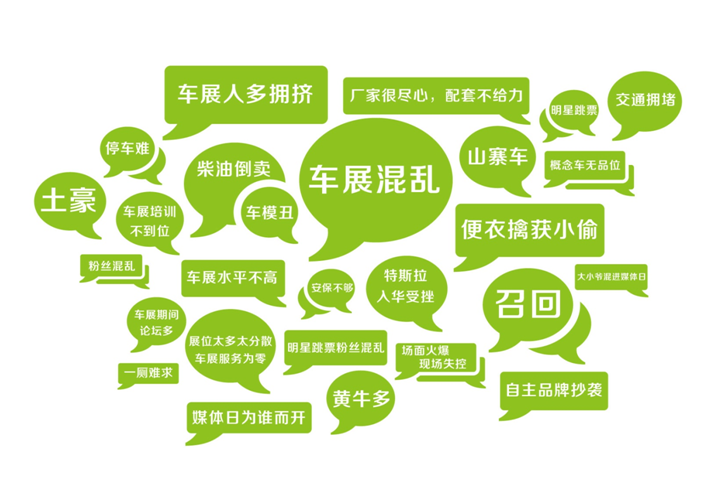 车展人多拥挤
厂家很尽心，配套不给力
明星跳票
交通拥堵
停车难
柴油倒卖
车展混乱
山寨车
概念车无品位
土豪
车展培训
不到位
车模丑
便衣擒获小偷
粉丝混乱
车展水平不高
安保不够
特斯拉
入华受挫
大小爷混进媒体日
召回
车展期间
论坛多
展位太多太分散
车展服务为零
明星跳票粉丝混乱
场面火爆
现场失控
一厕难求
黄牛多
自主品牌抄袭
媒体日为谁而开